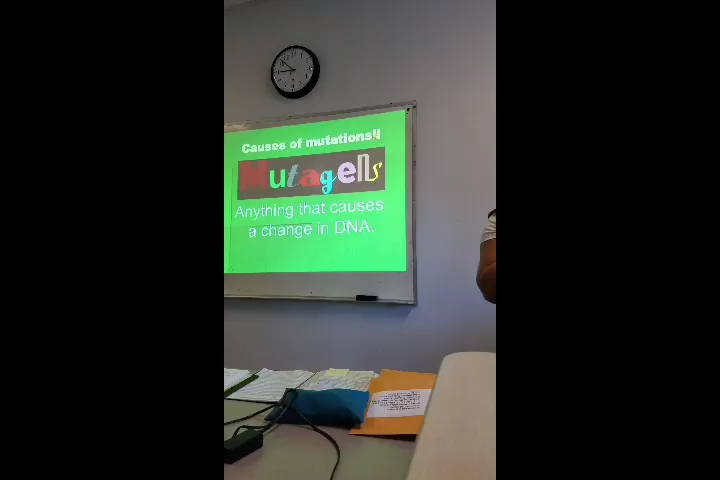 Causes of mutations!!
Mutagens
Anything that causes
a change in DNA.